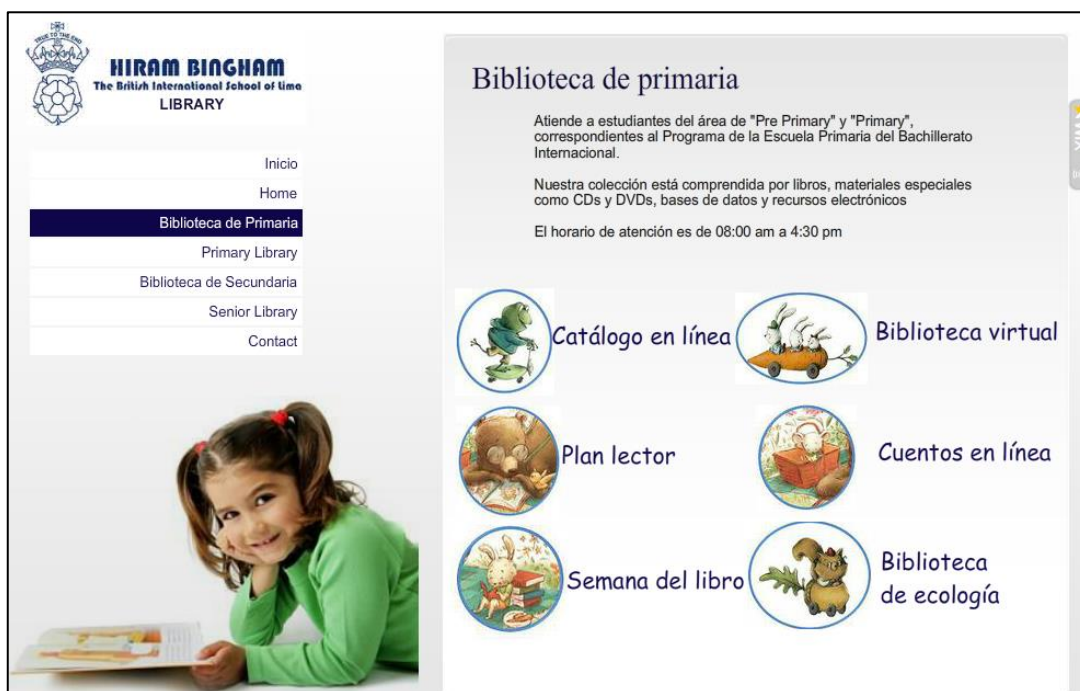 TRUE TO THE END
HIRAM BINGHAM
The British International School of Lima
LIBRARY
Inicio
Home
Biblioteca de Primaria
Primary Library
Biblioteca de Secundaria
Senior Library
Contact
Biblioteca de primaria
Atiende a estudiantes del área de "Pre Primary" y "Primary",
correspondientes al Programa de la Escuela Primaria del Bachillerato
Internacional.
Nuestra colección está comprendida por libros, materiales especiales
como CDs y DVDs, bases de datos y recursos electrónicos
El horario de atención es de 08:00 am a 4:30 pm
Catálogo en línea
Biblioteca virtual
Plan lector
Cuentos en línea
Semana del libro
Biblioteca
de ecología
WiX